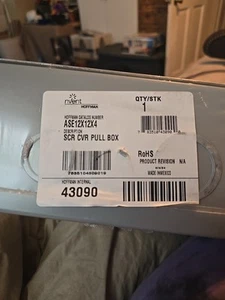 nVent
HOFFMAN
QTY/STK
1
HOFFMAN CATALOG NUMBER
ASE12X12X4
DESCRIPTION
SCR CVR PULL BOX
RoHS
PRODUCT REVISION N/A
MADE IN MEXICO
HOFFMAN INTERNAL
43090